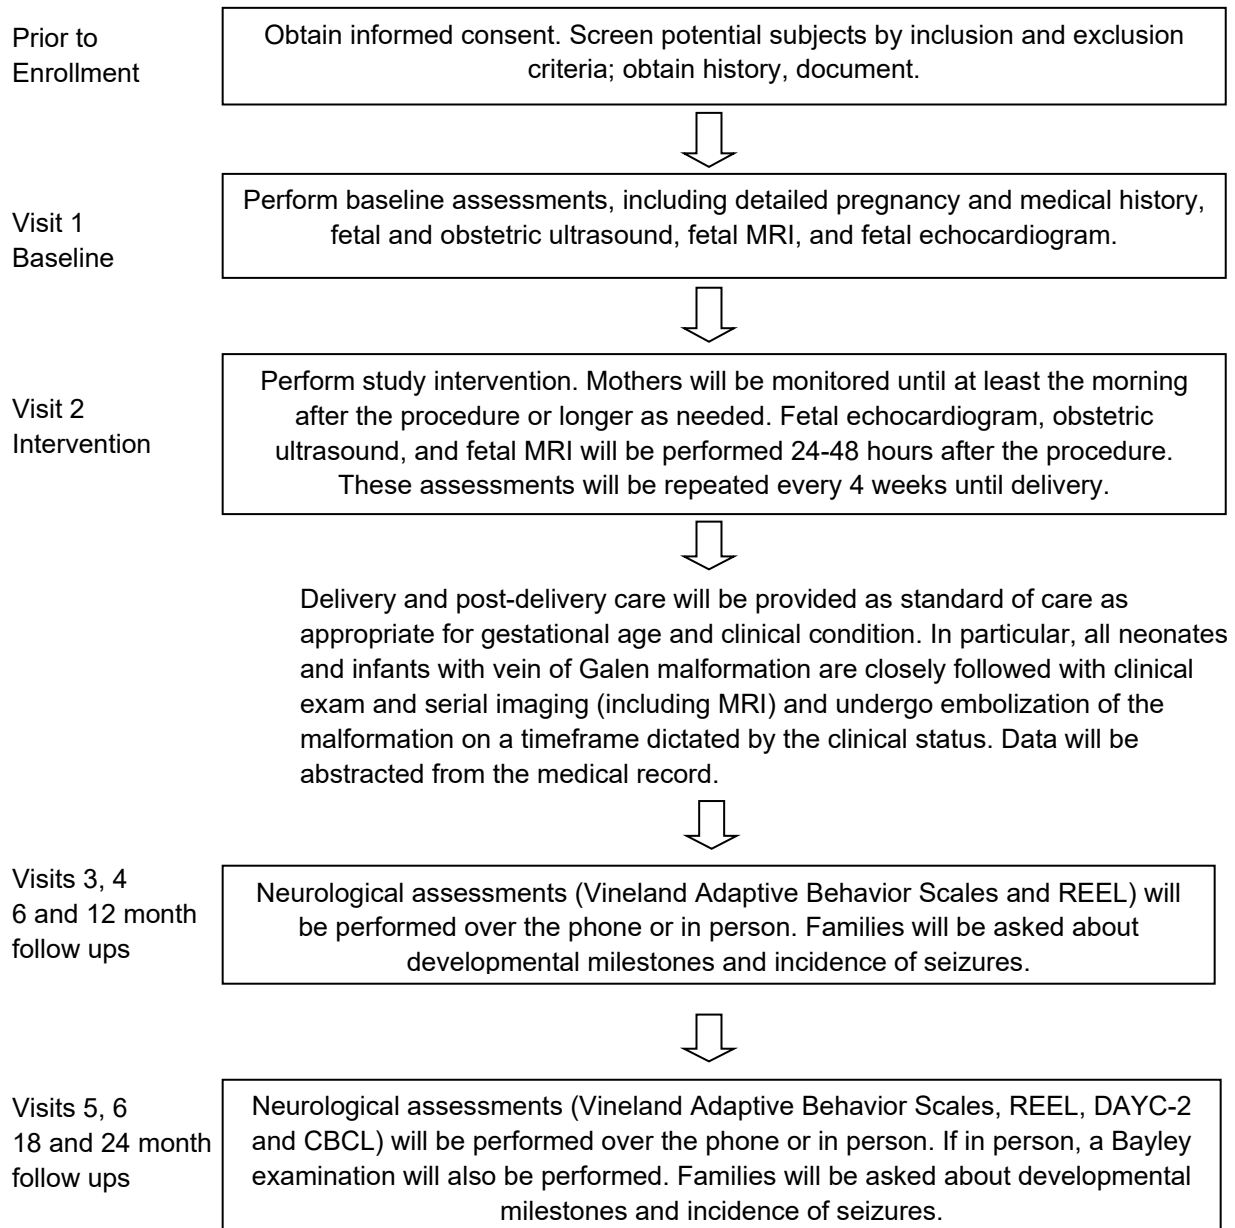 Prior to
Enrollment
Obtain informed consent. Screen potential subjects by inclusion and exclusion
criteria; obtain history, document.
Visit 1
Baseline
Perform baseline assessments, including detailed pregnancy and medical history,
fetal and obstetric ultrasound, fetal MRI, and fetal echocardiogram.
Visit 2
Intervention
Perform study intervention. Mothers will be monitored until at least the morning
after the procedure or longer as needed. Fetal echocardiogram, obstetric
ultrasound, and fetal MRI will be performed 24-48 hours after the procedure.
These assessments will be repeated every 4 weeks until delivery.
Delivery and post-delivery care will be provided as standard of care as
appropriate for gestational age and clinical condition. In particular, all neonates
and infants with vein of Galen malformation are closely followed with clinical
exam and serial imaging (including MRI) and undergo embolization of the
malformation on a timeframe dictated by the clinical status. Data will be
abstracted from the medical record.
Visits 3, 4
6 and 12 month
follow ups
Neurological assessments (Vineland Adaptive Behavior Scales and REEL) will
be performed over the phone or in person. Families will be asked about
developmental milestones and incidence of seizures.
Visits 5, 6
18 and 24 month
follow ups
Neurological assessments (Vineland Adaptive Behavior Scales, REEL, DAYC-2
and CBCL) will be performed over the phone or in person. If in person, a Bayley
examination will also be performed. Families will be asked about developmental
milestones and incidence of seizures.